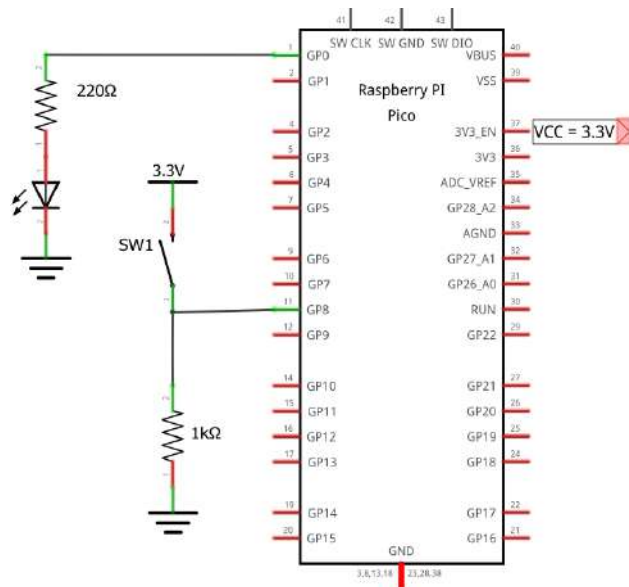 41 42 43
SW CLK SW GND SW DIO
1 GP0 VBUS 40
2 GP1 VSS 39
220Ω
Raspberry PI
Pico
4 GP2 3V3_EN 37 VCC = 3.3V
5 GP3 3V3 36
6 GP4 ADC_VREF 35
3.3V
7 GP5 GP28_A2 34
AGND 33
SW1
9 GP6 GP27_A1 32
10 GP7 GP26_A0 31
11 GP8 RUN 30
12 GP9 GP22 29
14 GP10 GP21 27
15 GP11 GP20 26
1kΩ
16 GP12 GP19 25
17 GP13 GP18 24
19 GP14 GP17 22
20 GP15 GP16 21
GND
3,8,13,18 23,28,38